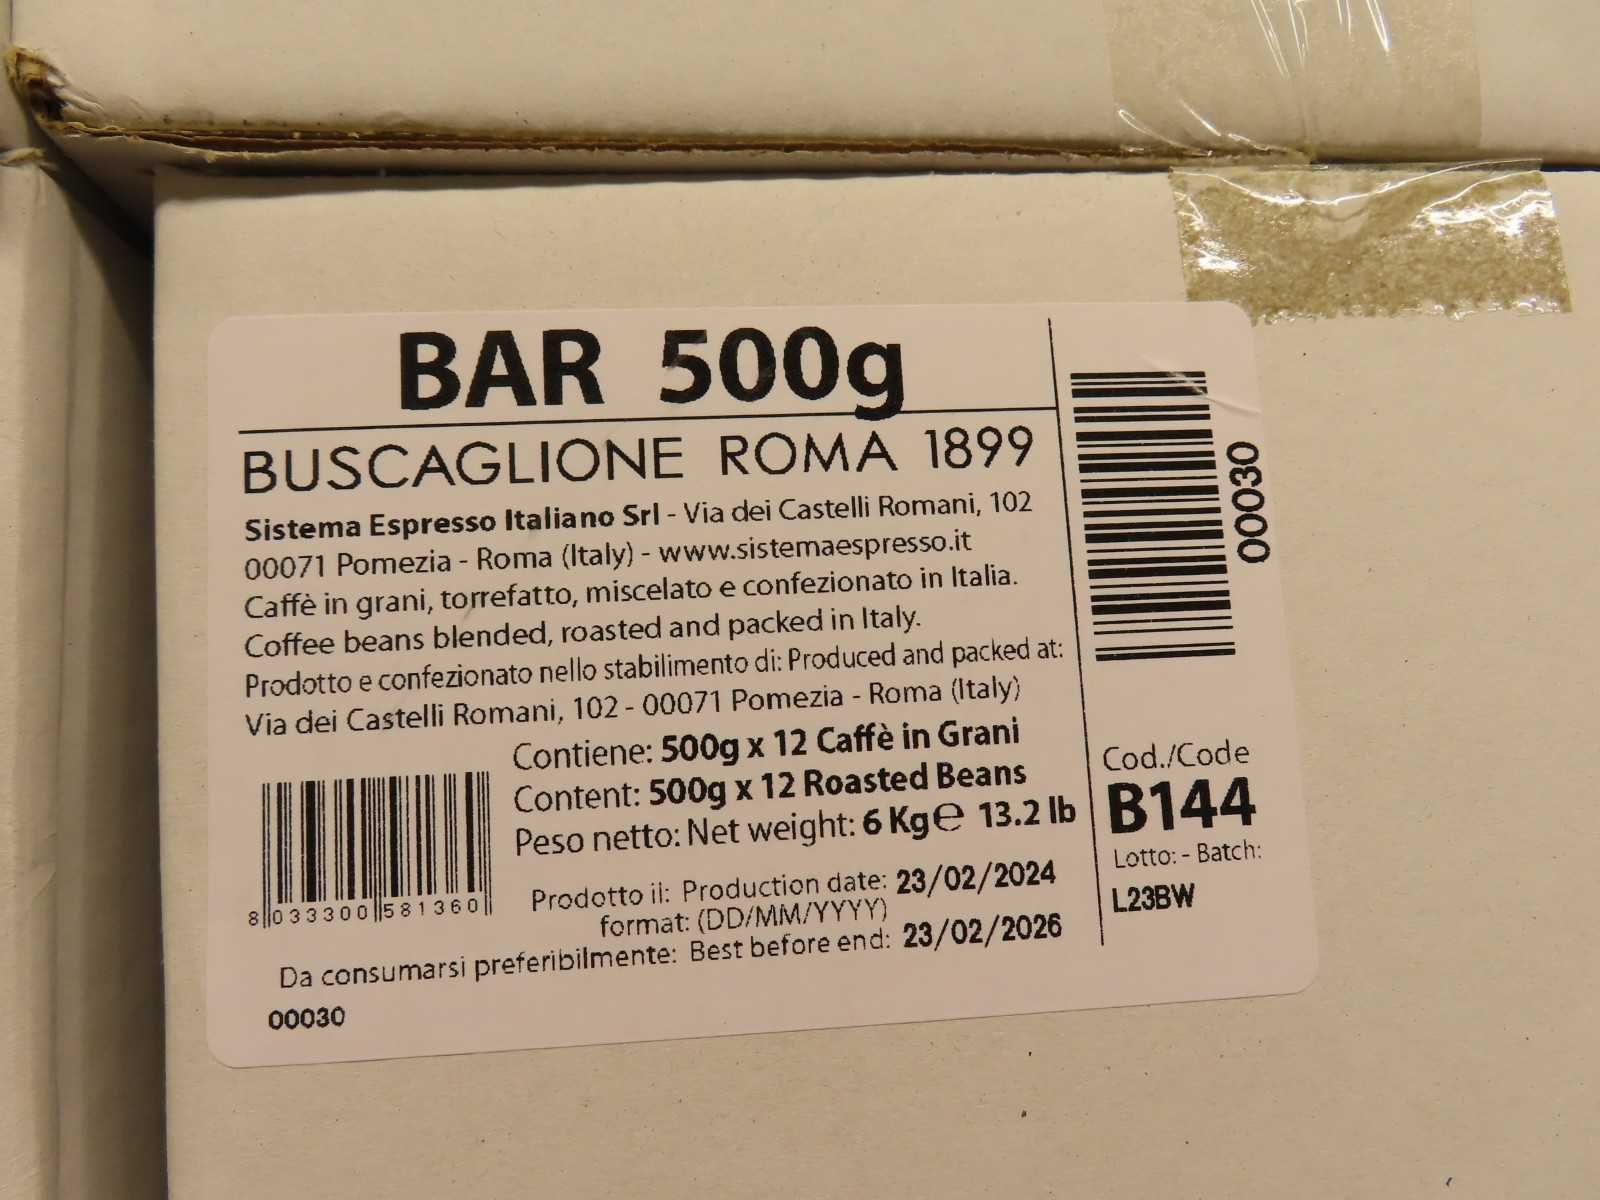 BAR 500g
BUSCAGLIONE ROMA 1899
Sistema Espresso Italiano Srl - Via dei Castelli Romani, 102
00071 Pomezia - Roma (Italy) - www.sistemaespresso.it
Caffè in grani, torrefatto, miscelato e confezionato in Italia.
Coffee beans blended, roasted and packed in Italy.
Prodotto e confezionato nello stabilimento di: Produced and packed at:
Via dei Castelli Romani, 102 - 00071 Pomezia - Roma (Italy)
Contiene: 500g x 12 Caffè in Grani
Content: 500g x 12 Roasted Beans
Peso netto: Net weight: 6 Kg℮ 13.2 lb
8 033300 581360
Prodotto il: Production date: 23/02/2024
format: (DD/MM/YYYY)
Da consumarsi preferibilmente: Best before end: 23/02/2026
00030
00030
Cod./Code
B144
Lotto: - Batch:
L23BW